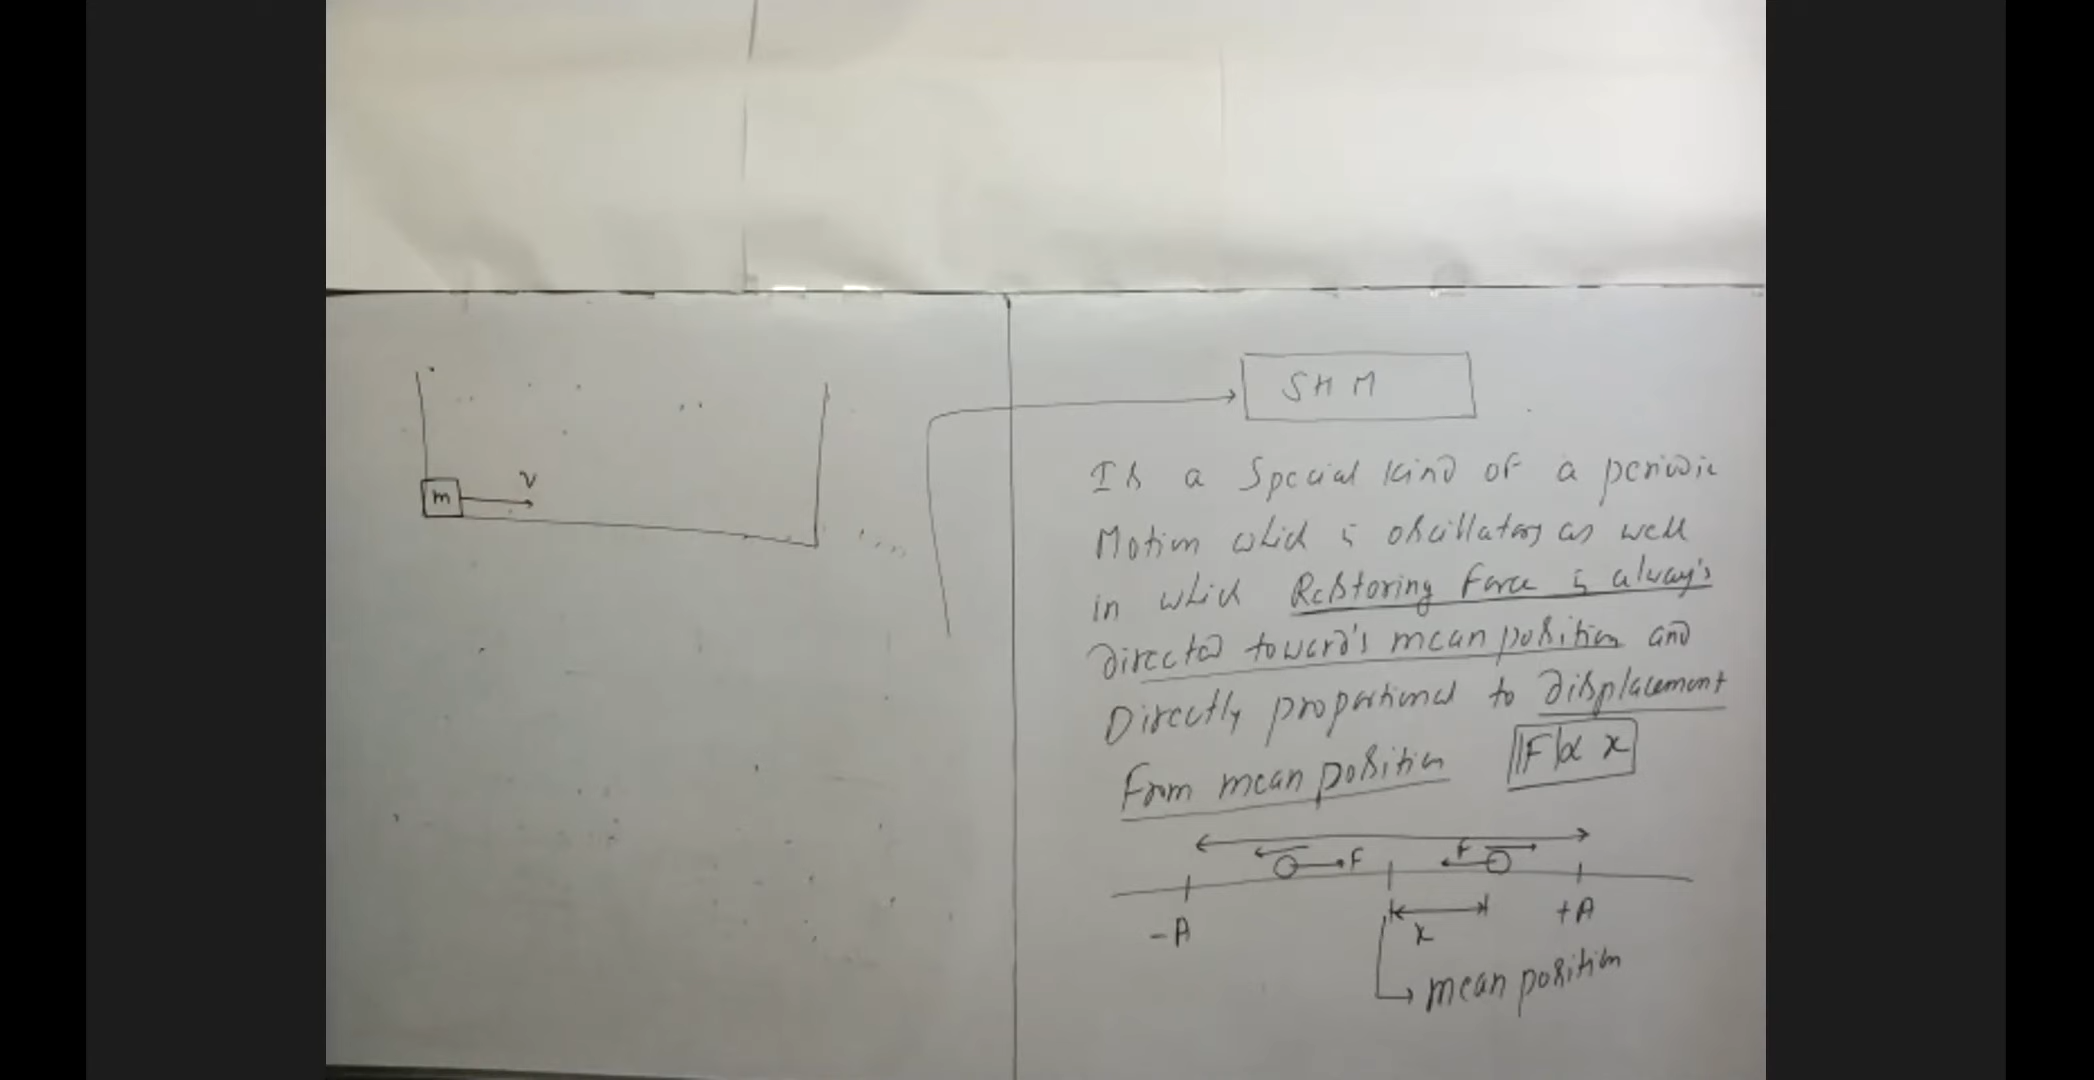 m
v
SHM
Is a Special kind of a periodic
Motion which is oscillatory as well
in which Restoring Force is always
directed toward's mean position and
Directly proportional to displacement
From mean position |F| ∝ x
F
F
-A
x
+A
mean position